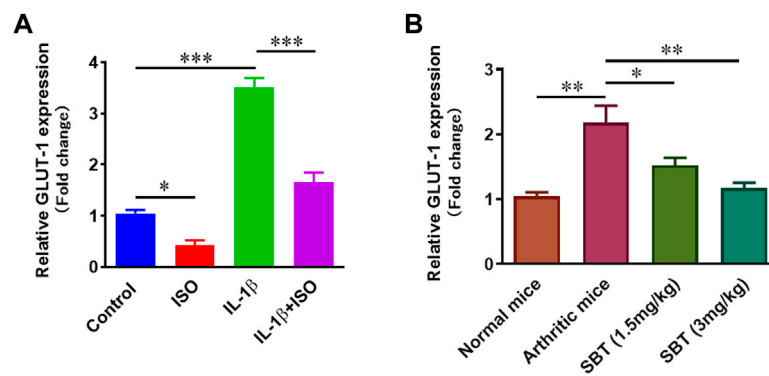 A
Relative GLUT-1 expression
(Fold change)
4
3
2
1
0
***
***
*
Control
ISO
IL-1β
IL-1β+ISO
B
Relative GLUT-1 expression
(Fold change)
3
2
1
0
**
*
**
Normal mice
Arthritic mice
SBT (1.5mg/kg)
SBT (3mg/kg)